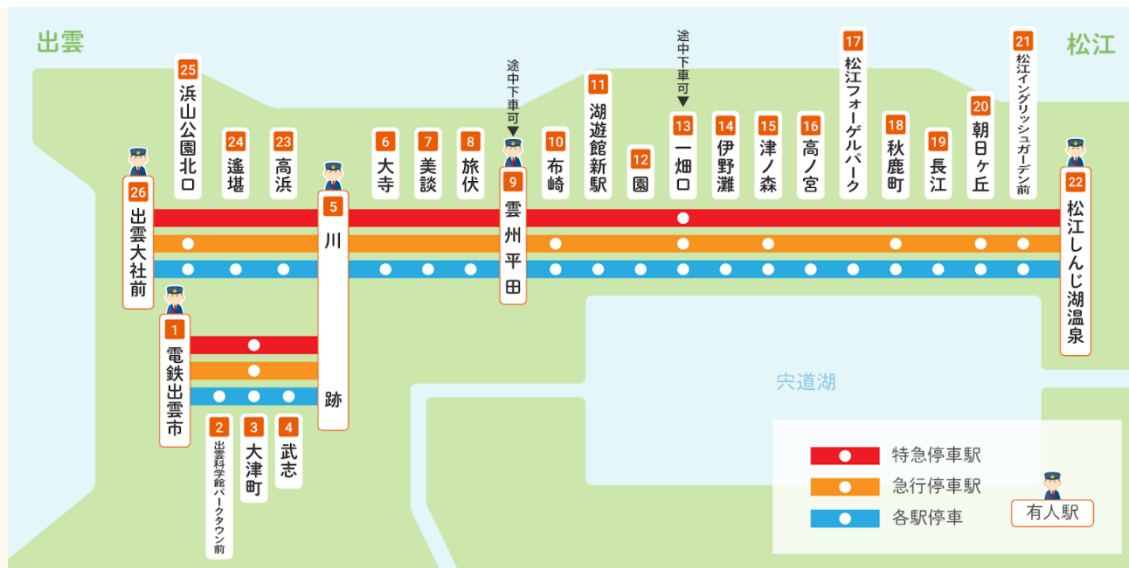 出雲
松江
25
浜山公園北口
24
遙堪
23
高浜
6
大寺
7
美談
8
旅伏
途中下車可▼
10
布崎
11
湖遊館新駅
12
園
途中下車可▼
13
一畑口
14
伊野灘
15
津ノ森
16
高ノ宮
17
松江フォーゲルパーク
18
秋鹿町
19
長江
20
朝日ヶ丘
21
松江イングリッシュガーデン前
26
出雲大社前
5
川跡
9
雲州平田
22
松江しんじ湖温泉
1
電鉄出雲市
2
出雲科学館パークタウン前
3
大津町
4
武志
宍道湖
特急停車駅
急行停車駅
各駅停車
有人駅